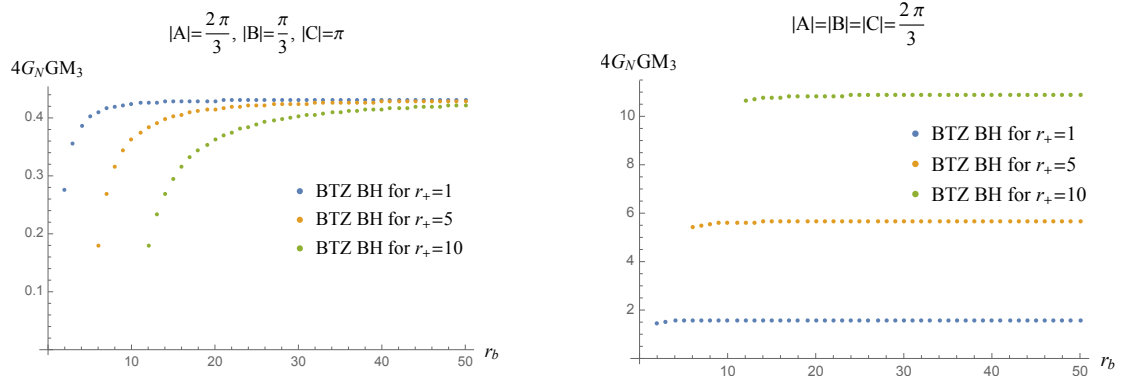 |A|=2π/3, |B|=π/3, |C|=π
4G_N GM_3
0.4
0.3
0.2
0.1
10 20 30 40 50 r_b
BTZ BH for r_+=1
BTZ BH for r_+=5
BTZ BH for r_+=10
|A|=|B|=|C|=2π/3
4G_N GM_3
10
8
6
4
2
10 20 30 40 50 r_b
BTZ BH for r_+=1
BTZ BH for r_+=5
BTZ BH for r_+=10